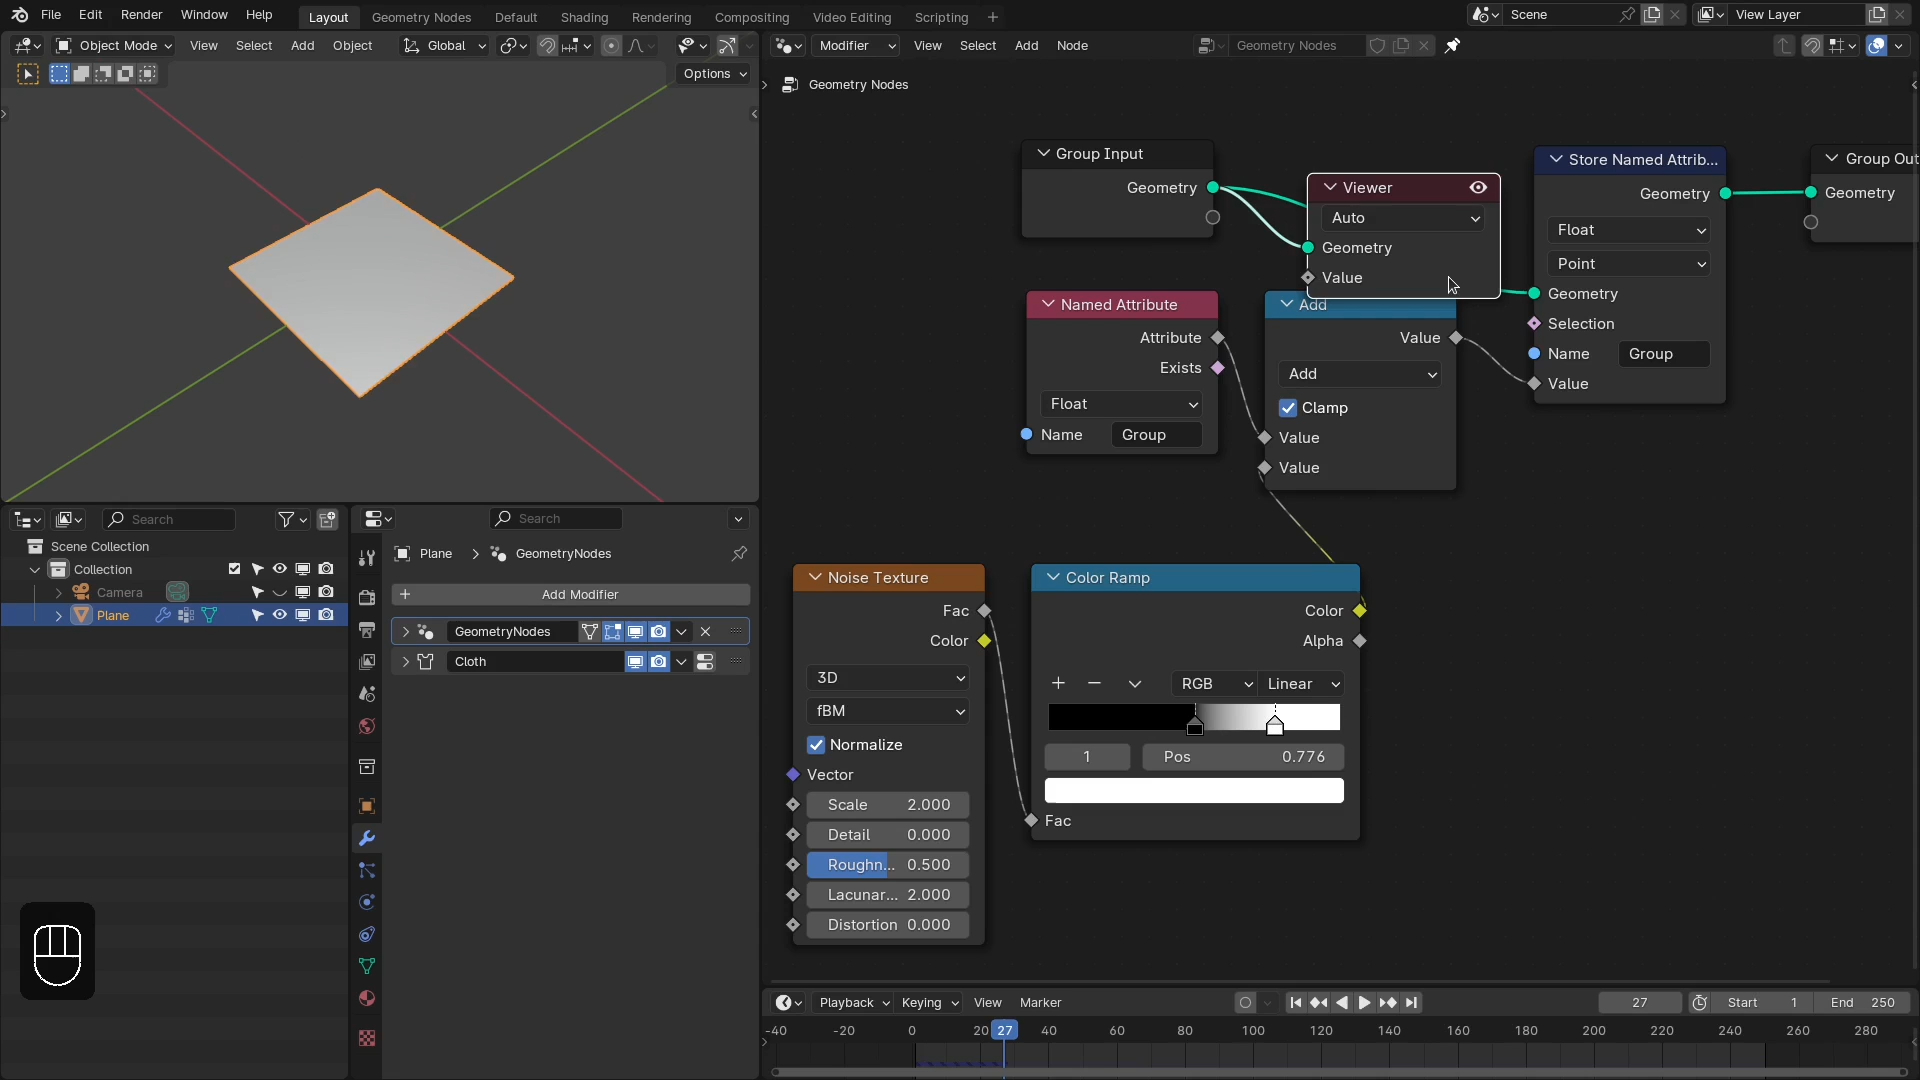 File Edit Render Window Help
Layout Geometry Nodes Default Shading Rendering Compositing Video Editing Scripting +
Scene
View Layer
Object Mode View Select Add Object Global
Options
Modifier View Select Add Node Geometry Nodes
Geometry Nodes
Group Input
Geometry
Viewer
Auto
Geometry
Value
Store Named Attrib...
Geometry
Float
Point
Geometry
Selection
Name Group
Value
Group Out
Geometry
Named Attribute
Attribute
Exists
Float
Name Group
Add
Value
Add
Clamp
Value
Value
Noise Texture
Fac
Color
3D
fBM
Normalize
Vector
Scale 2.000
Detail 0.000
Roughn... 0.500
Lacunar... 2.000
Distortion 0.000
Color Ramp
Color
Alpha
+ − RGB Linear
1 Pos 0.776
Fac
Search
Scene Collection
Collection
Camera
Plane
Search
Plane > GeometryNodes
+ Add Modifier
GeometryNodes
Cloth
Playback Keying View Marker 27 Start 1 End 250
-40 -20 0 20 27 40 60 80 100 120 140 160 180 200 220 240 260 280